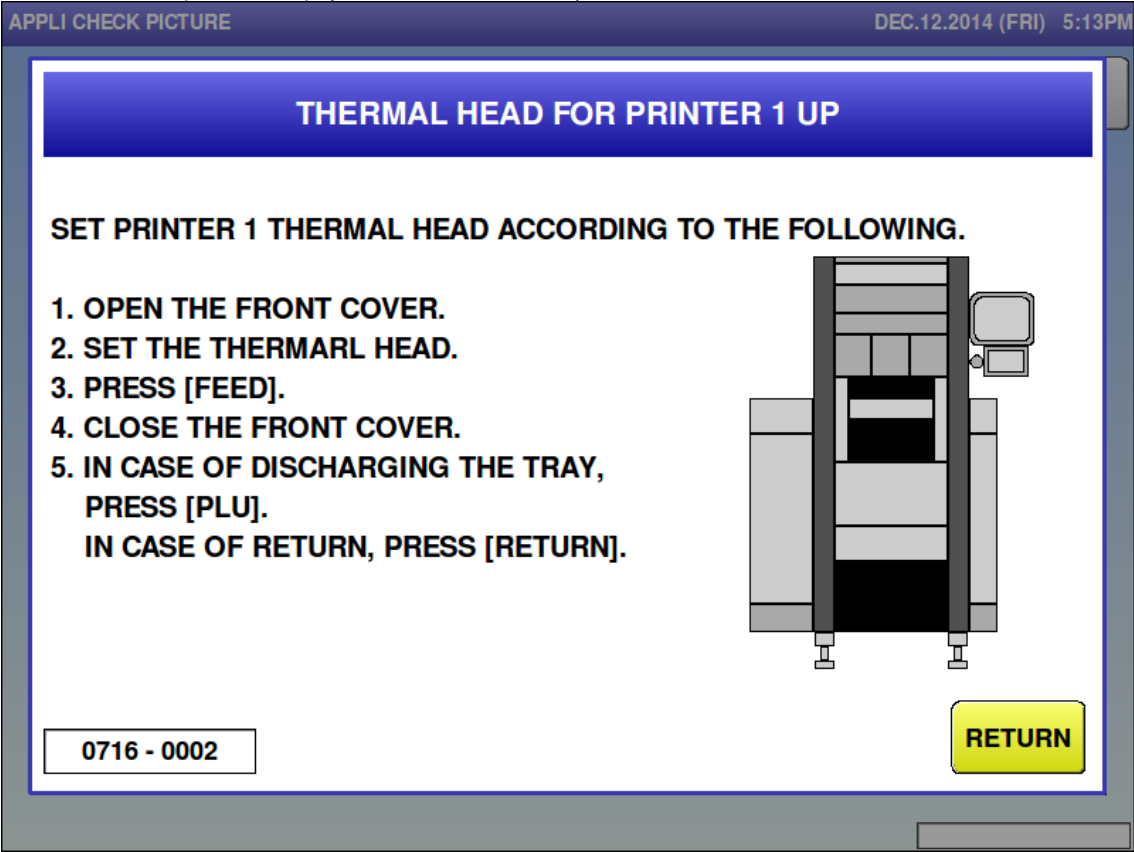 APPLI CHECK PICTURE DEC.12.2014 (FRI) 5:13PM
THERMAL HEAD FOR PRINTER 1 UP
SET PRINTER 1 THERMAL HEAD ACCORDING TO THE FOLLOWING.
1. OPEN THE FRONT COVER.
2. SET THE THERMARL HEAD.
3. PRESS [FEED].
4. CLOSE THE FRONT COVER.
5. IN CASE OF DISCHARGING THE TRAY,
PRESS [PLU].
IN CASE OF RETURN, PRESS [RETURN].
0716 - 0002
RETURN